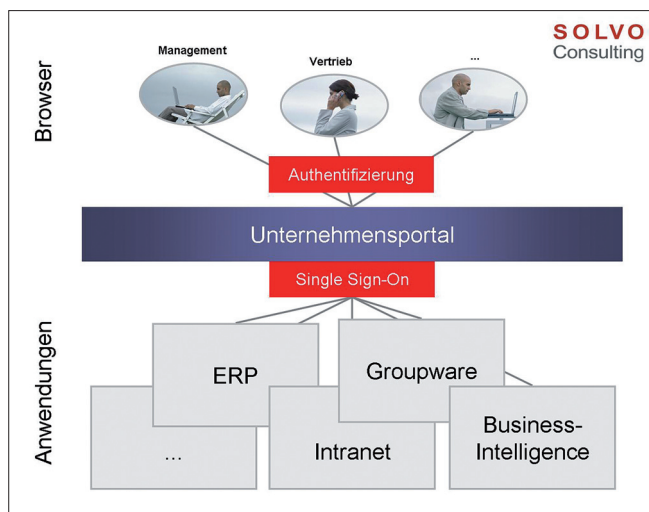 SOLVO
Consulting
Browser
Management
Vertrieb
...
Authentifizierung
Unternehmensportal
Single Sign-On
Anwendungen
ERP
Groupware
...
Intranet
Business-
Intelligence